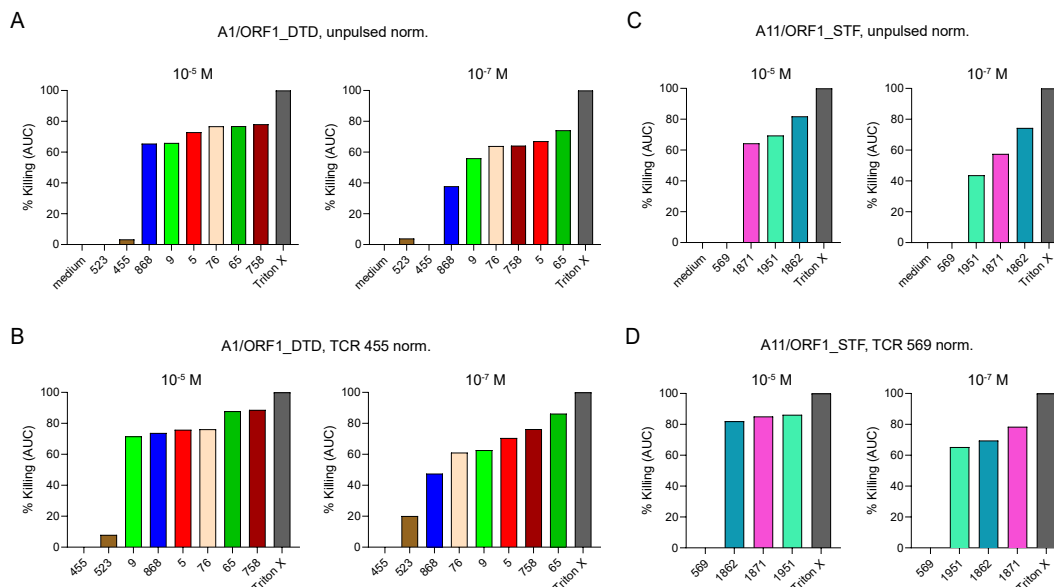 A
A1/ORF1_DTD, unpulsed norm.
10⁻⁵ M
% Killing (AUC)
100
80
60
40
20
0
medium
523
455
868
9
5
76
65
758
Triton X
10⁻⁷ M
% Killing (AUC)
100
80
60
40
20
0
medium
523
455
868
9
76
758
5
65
Triton X
C
A11/ORF1_STF, unpulsed norm.
10⁻⁵ M
% Killing (AUC)
100
80
60
40
20
0
medium
569
1871
1951
1862
Triton X
10⁻⁷ M
% Killing (AUC)
100
80
60
40
20
0
medium
569
1951
1871
1862
Triton X
B
A1/ORF1_DTD, TCR 455 norm.
10⁻⁵ M
% Killing (AUC)
100
80
60
40
20
0
455
523
9
868
5
76
65
758
Triton X
10⁻⁷ M
% Killing (AUC)
100
80
60
40
20
0
455
523
868
76
9
5
758
65
Triton X
D
A11/ORF1_STF, TCR 569 norm.
10⁻⁵ M
% Killing (AUC)
100
80
60
40
20
0
569
1862
1871
1951
Triton X
10⁻⁷ M
% Killing (AUC)
100
80
60
40
20
0
569
1951
1862
1871
Triton X